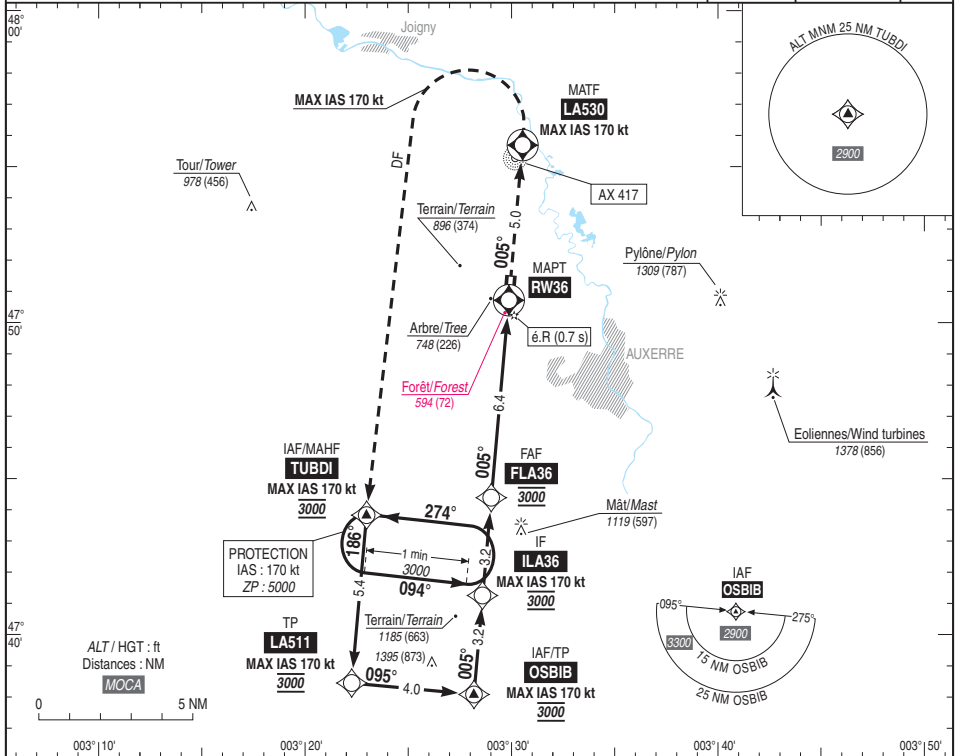 48°
00'
Joigny
ALT MNM 25 NM TUBDI
2900
MAX IAS 170 kt
MATF
LA530
MAX IAS 170 kt
DF
Tour/Tower
978 (456)
AX 417
Terrain/Terrain
896 (374)
5.0
005°
Pylône/Pylon
1309 (787)
MAPT
RW36
47°
50'
Arbre/Tree
748 (226)
é.R (0.7 s)
AUXERRE
Forêt/Forest
594 (72)
6.4
Eoliennes/Wind turbines
1378 (856)
IAF/MAHF
TUBDI
MAX IAS 170 kt
3000
005°
FAF
FLA36
3000
Mât/Mast
1119 (597)
274°
186°
PROTECTION
IAS : 170 kt
ZP : 5000
1 min
3000
094°
3.2
IF
ILA36
MAX IAS 170 kt
3000
5.4
IAF
OSBIB
095°
275°
2900
3300
15 NM OSBIB
25 NM OSBIB
47°
40'
TP
LA511
MAX IAS 170 kt
3000
Terrain/Terrain
1185 (663)
1395 (873)
3.2
005°
095°
4.0
IAF/TP
OSBIB
MAX IAS 170 kt
3000
ALT / HGT : ft
Distances : NM
MOCA
0
5 NM
003° 10'
003° 20'
003° 30'
003° 40'
003° 50'